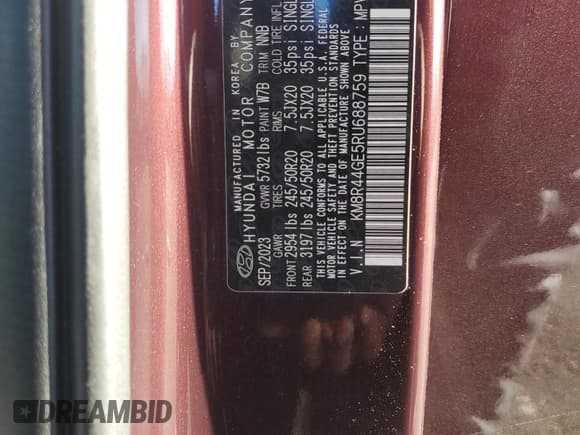 MANUFACTURED IN KOREA BY
HYUNDAI MOTOR COMPANY
SEP/2023 GVWR 5732 lbs PAINT W7B TRIM NNB
GAWR TIRES RIMS COLD TIRE INFL
FRONT 2954 lbs 245/50R20 7.5JX20 35psi SINGL
REAR 3197 lbs 245/50R20 7.5JX20 35psi SINGL
THIS VEHICLE CONFORMS TO ALL APPLICABLE U.S.A. FEDERAL
MOTOR VEHICLE SAFETY AND THEFT PREVENTION STANDARDS
IN EFFECT ON THE DATE OF MANUFACTURE SHOWN ABOVE.
V.I.N KM8R44GE5RU688759 TYPE : MPV
DREAMBID